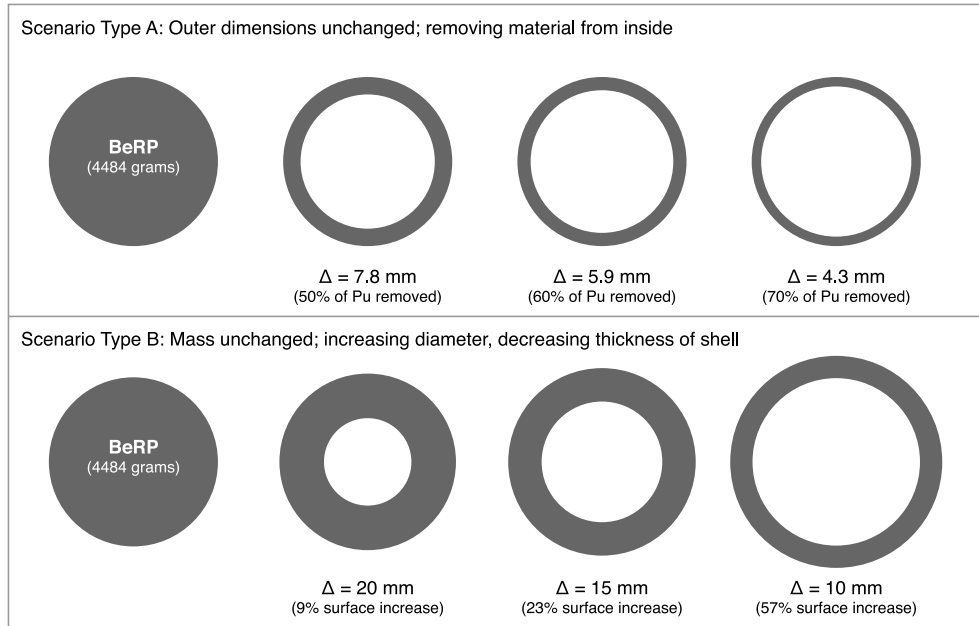 Scenario Type A: Outer dimensions unchanged; removing material from inside
BeRP
(4484 grams)
Δ = 7.8 mm
(50% of Pu removed)
Δ = 5.9 mm
(60% of Pu removed)
Δ = 4.3 mm
(70% of Pu removed)
Scenario Type B: Mass unchanged; increasing diameter, decreasing thickness of shell
BeRP
(4484 grams)
Δ = 20 mm
(9% surface increase)
Δ = 15 mm
(23% surface increase)
Δ = 10 mm
(57% surface increase)